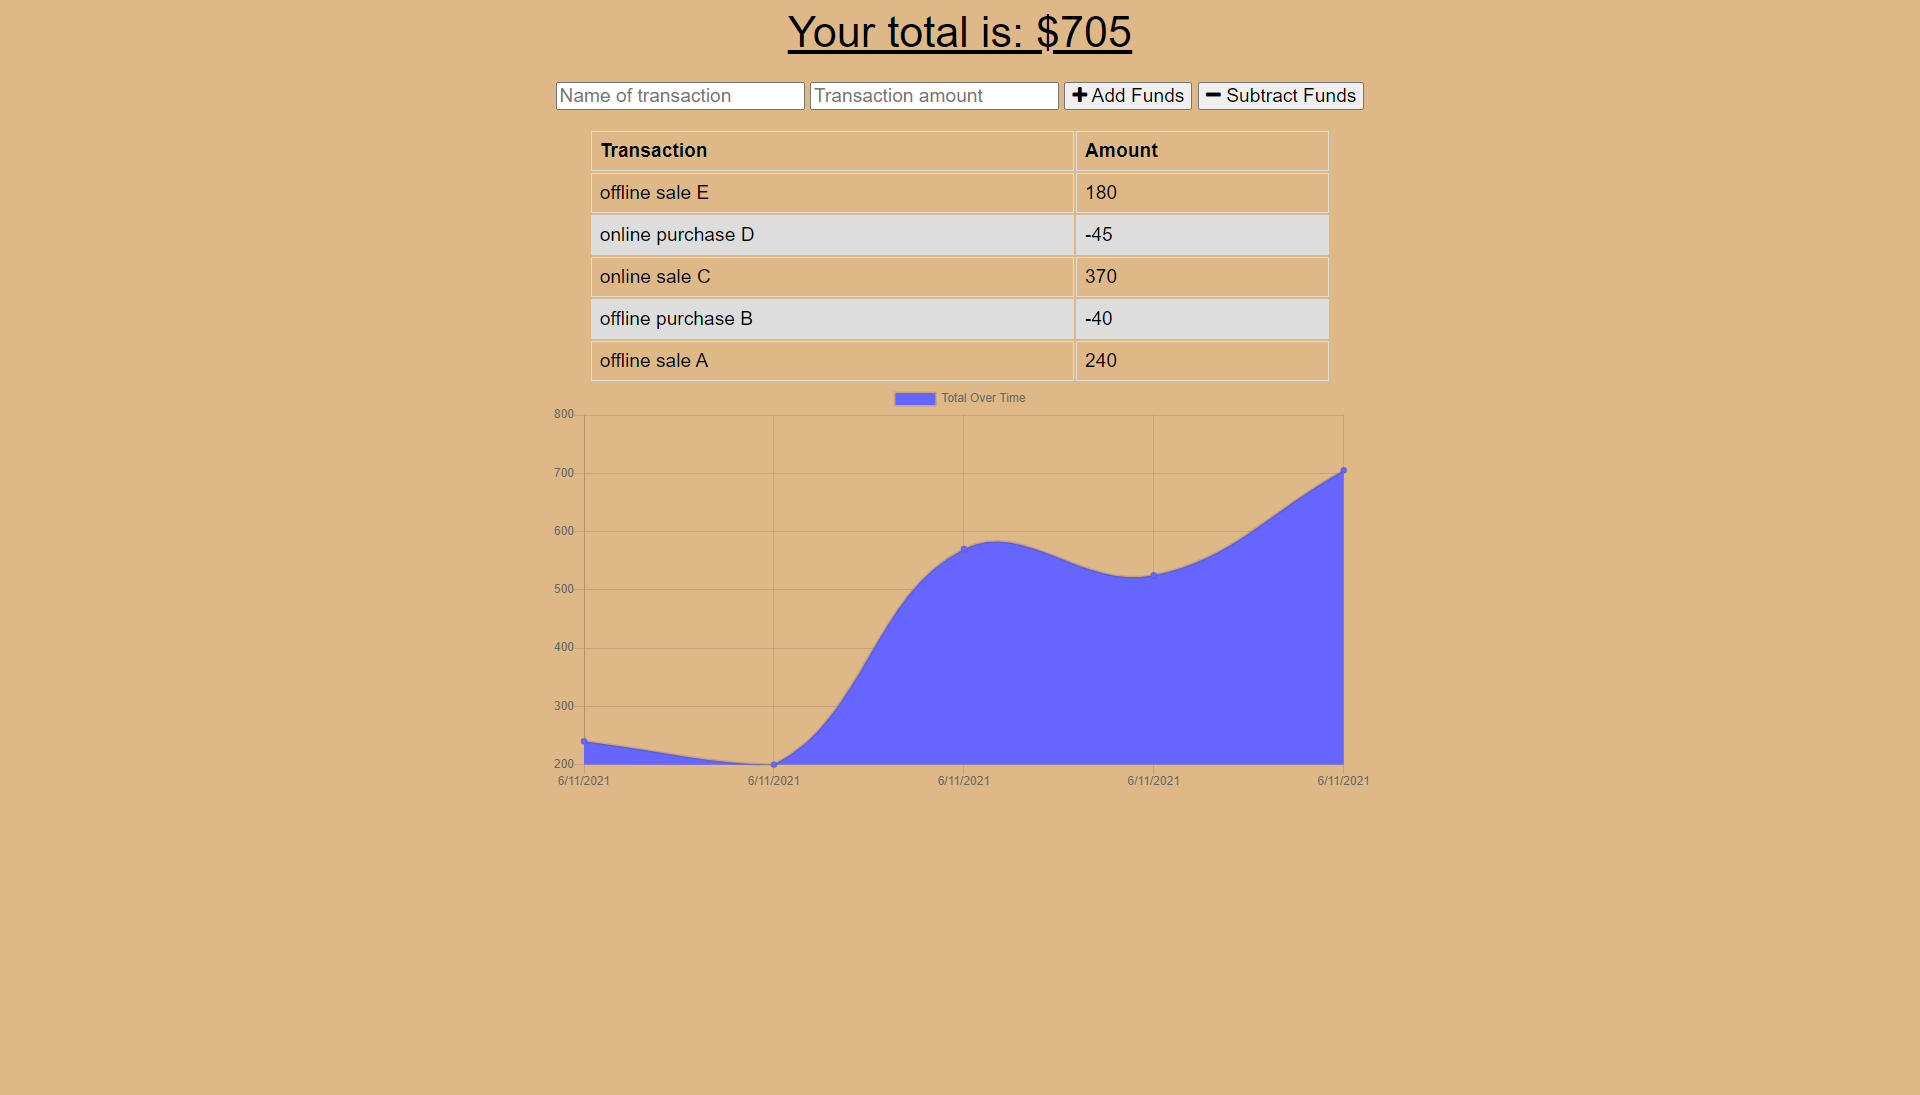 Your total is: $705
Name of transaction Transaction amount Add Funds Subtract Funds
Transaction Amount
offline sale E 180
online purchase D -45
online sale C 370
offline purchase B -40
offline sale A 240
Total Over Time
800
700
600
500
400
300
200
6/11/2021 6/11/2021 6/11/2021 6/11/2021 6/11/2021